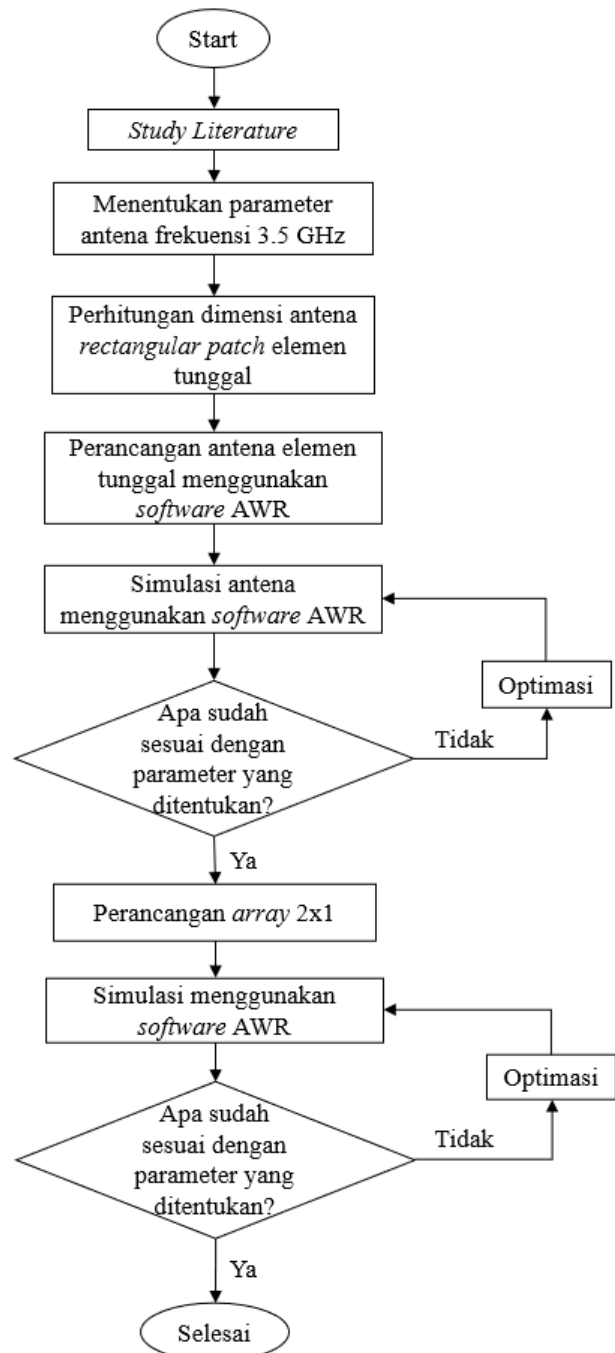 Start
Study Literature
Menentukan parameter
antena frekuensi 3.5 GHz
Perhitungan dimensi antena
rectangular patch elemen
tunggal
Perancangan antena elemen
tunggal menggunakan
software AWR
Simulasi antena
menggunakan software AWR
Optimasi
Apa sudah
sesuai dengan
parameter yang
ditentukan?
Tidak
Ya
Perancangan array 2x1
Simulasi menggunakan
software AWR
Optimasi
Apa sudah
sesuai dengan
parameter yang
ditentukan?
Tidak
Ya
Selesai